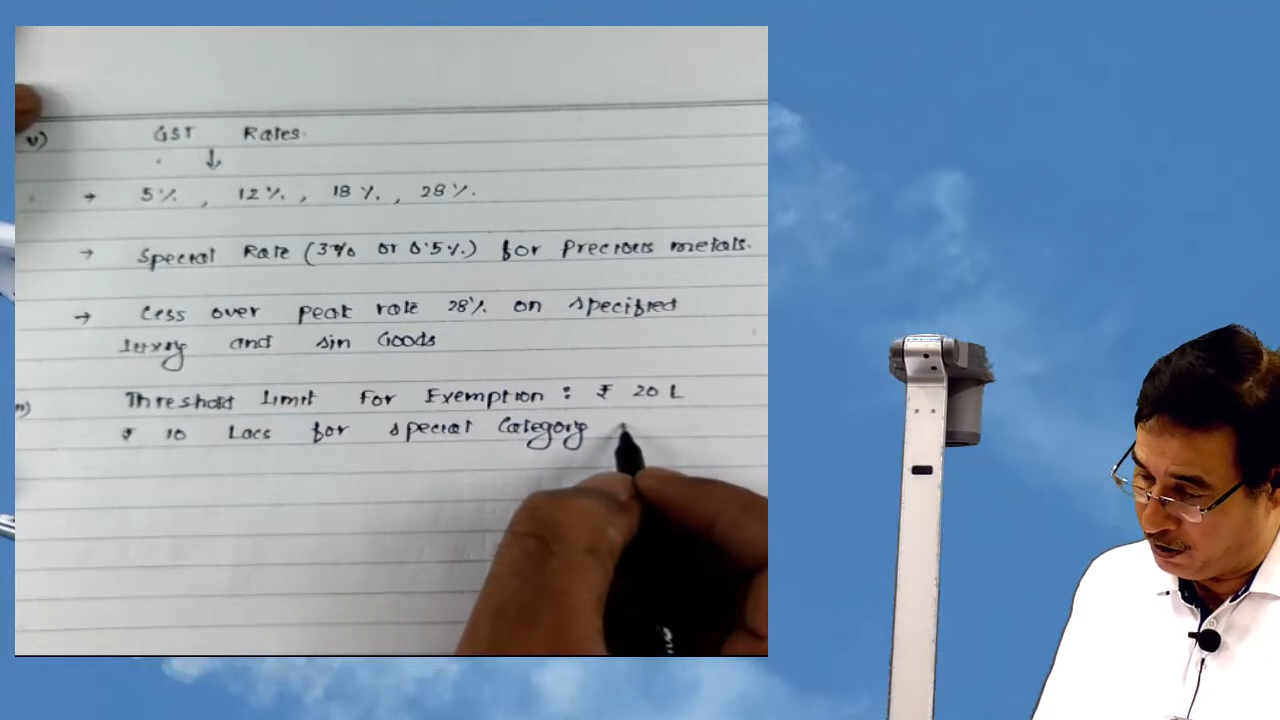 v) GST Rates.
→ 5%, 12%, 18%, 28%.
→ Special Rate (3% or 0.5%) for Precious metals.
→ Cess over peak rate 28% on specified
luxury and sin Goods
Threshold Limit For Exemption : ₹ 20 L
₹ 10 Lacs for special Category